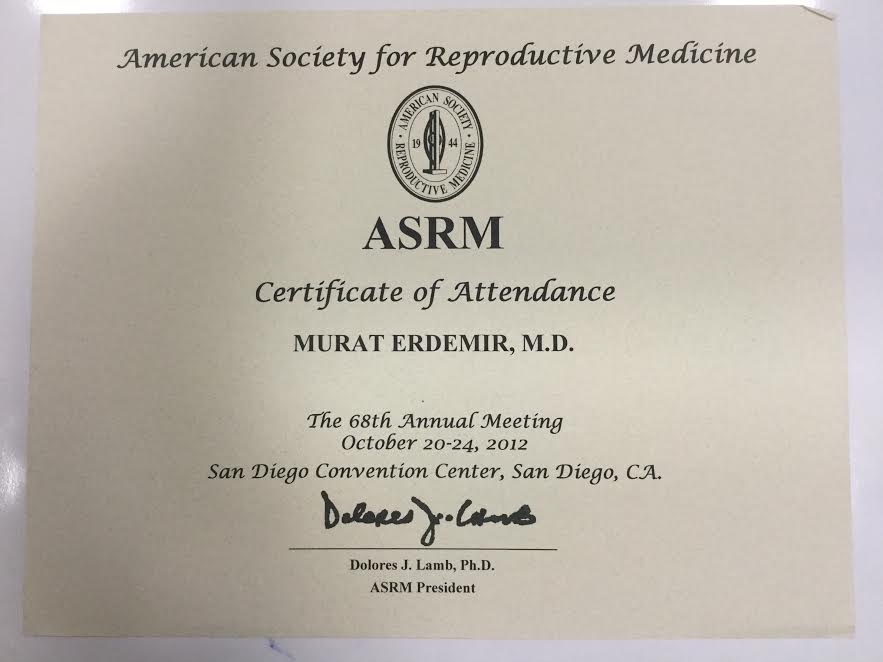 American Society for Reproductive Medicine
AMERICAN SOCIETY
19 44
REPRODUCTIVE MEDICINE
ASRM
Certificate of Attendance
MURAT ERDEMIR, M.D.
The 68th Annual Meeting
October 20-24, 2012
San Diego Convention Center, San Diego, CA.
Dolores J. Lamb
Dolores J. Lamb, Ph.D.
ASRM President